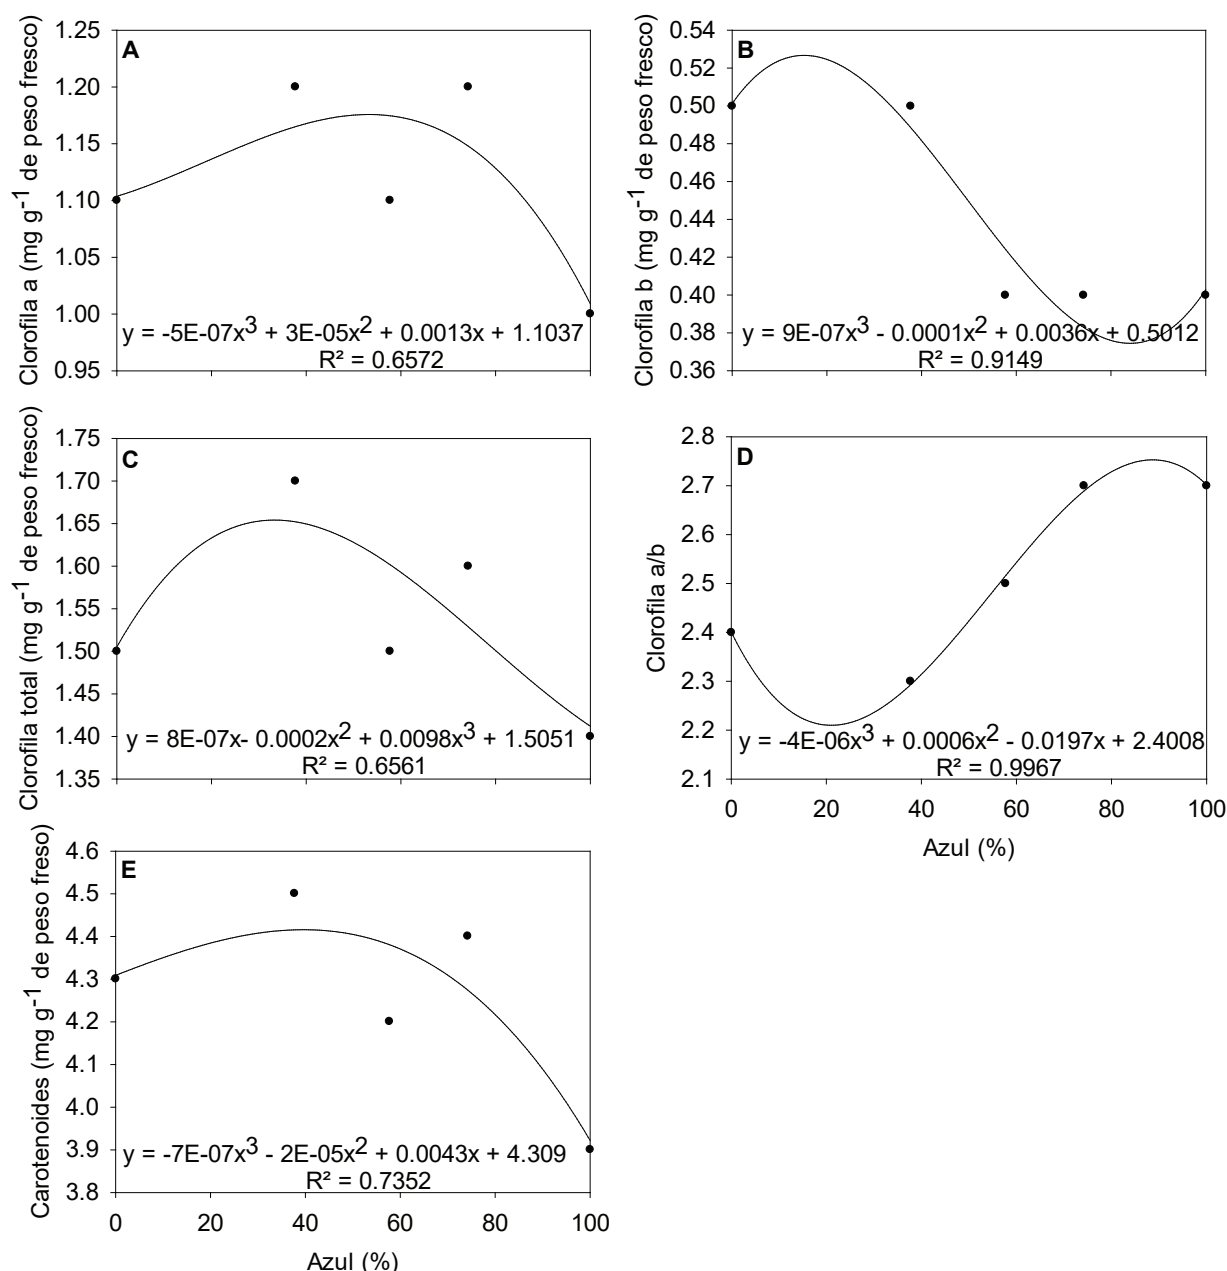 A
Clorofila a (mg g⁻¹ de peso fresco)
1.25
1.20
1.15
1.10
1.05
1.00
0.95
y = -5E-07x³ + 3E-05x² + 0.0013x + 1.1037
R² = 0.6572
B
Clorofila b (mg g⁻¹ de peso fresco)
0.54
0.52
0.50
0.48
0.46
0.44
0.42
0.40
0.38
0.36
y = 9E-07x³ - 0.0001x² + 0.0036x + 0.5012
R² = 0.9149
C
Clorofila total (mg g⁻¹ de peso fresco)
1.75
1.70
1.65
1.60
1.55
1.50
1.45
1.40
1.35
y = 8E-07x- 0.0002x² + 0.0098x³ + 1.5051
R² = 0.6561
D
Clorofila a/b
2.8
2.7
2.6
2.5
2.4
2.3
2.2
2.1
y = -4E-06x³ + 0.0006x² - 0.0197x + 2.4008
R² = 0.9967
0 20 40 60 80 100
Azul (%)
E
Carotenoides (mg g⁻¹ de peso freso)
4.6
4.5
4.4
4.3
4.2
4.1
4.0
3.9
3.8
y = -7E-07x³ - 2E-05x² + 0.0043x + 4.309
R² = 0.7352
0 20 40 60 80 100
Azul (%)